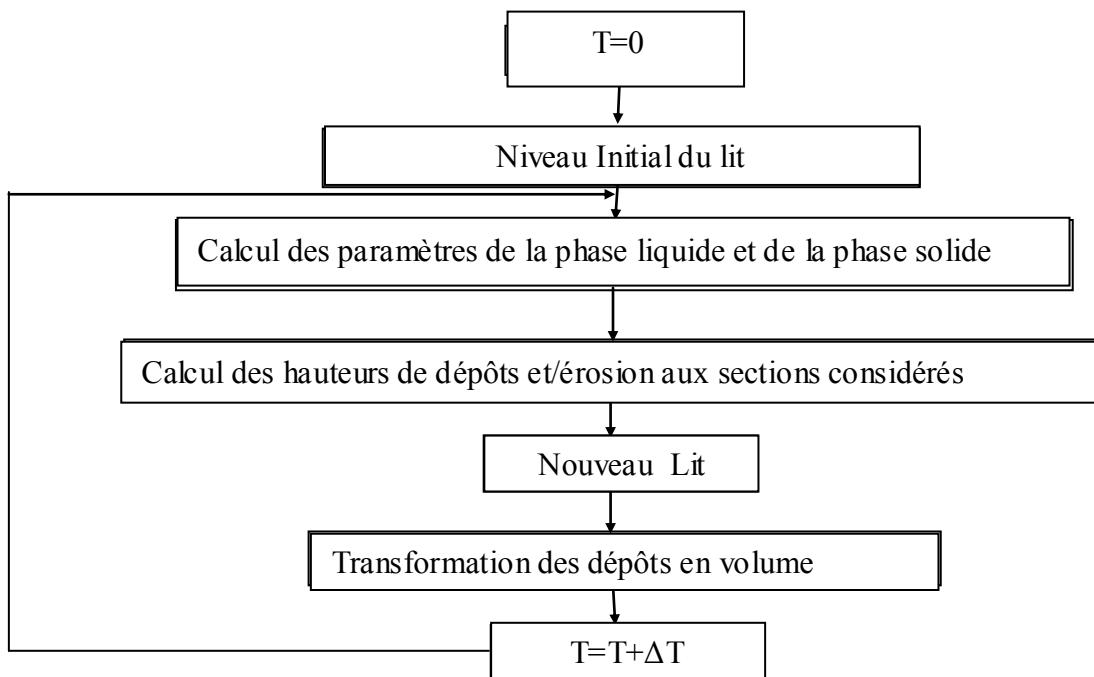 T=0
Niveau Initial du lit
Calcul des paramètres de la phase liquide et de la phase solide
Calcul des hauteurs de dépôts et/érosion aux sections considérés
Nouveau Lit
Transformation des dépôts en volume
T=T+ΔT